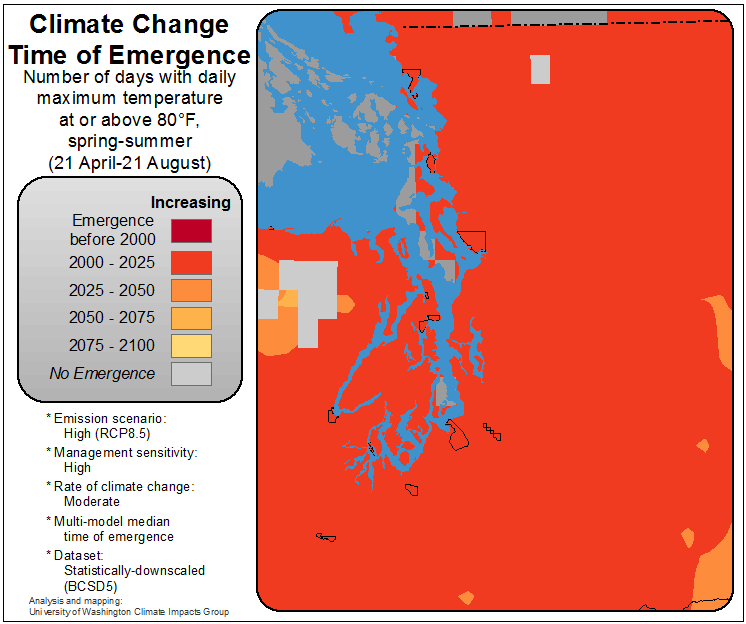 Climate Change
Time of Emergence
Number of days with daily
maximum temperature
at or above 80°F,
spring-summer
(21 April-21 August)
Increasing
Emergence
before 2000
2000 - 2025
2025 - 2050
2050 - 2075
2075 - 2100
No Emergence
* Emission scenario:
High (RCP8.5)
* Management sensitivity:
High
* Rate of climate change:
Moderate
* Multi-model median
time of emergence
* Dataset:
Statistically-downscaled
(BCSD5)
Analysis and mapping:
University of Washington Climate Impacts Group